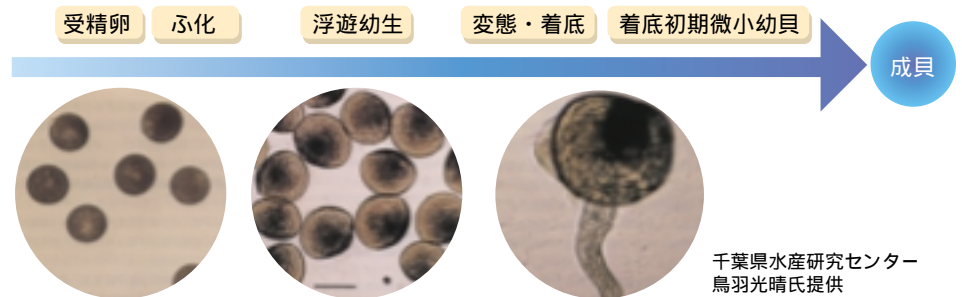 受精卵
ふ化
浮遊幼生
変態・着底
着底初期微小幼貝
成貝
千葉県水産研究センター
鳥羽光晴氏提供